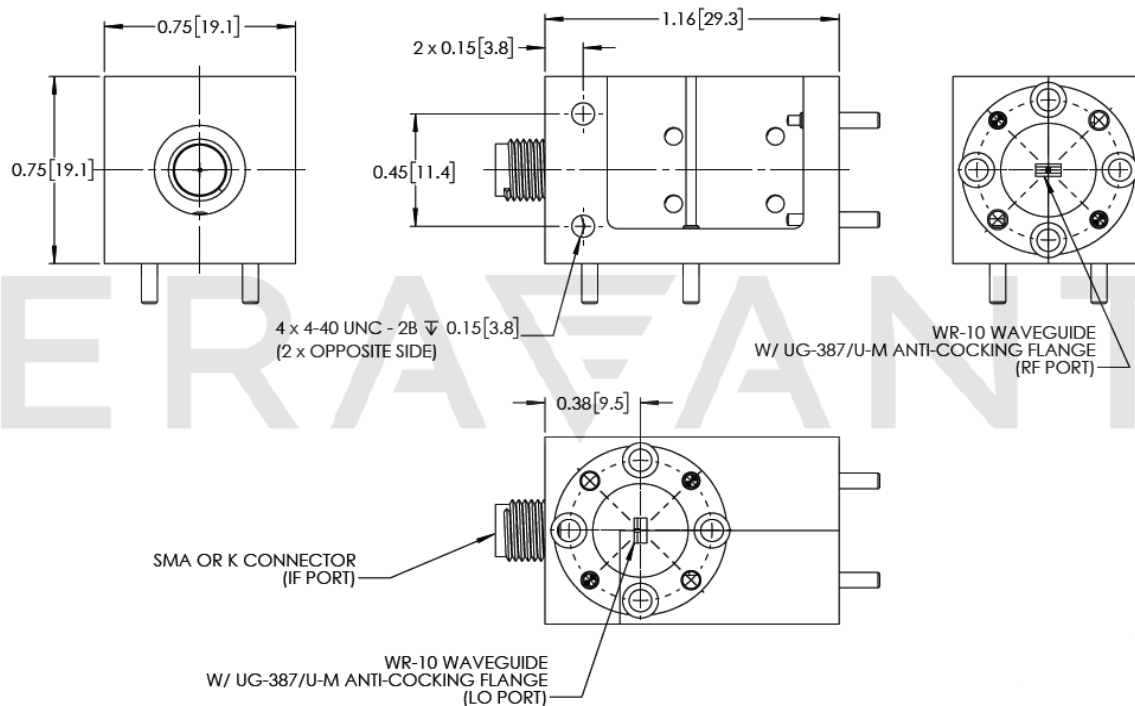 0.75[19.1]
1.16[29.3]
2 x 0.15[3.8]
0.75[19.1]
0.45[11.4]
4 x 4-40 UNC - 2B ↧ 0.15[3.8]
(2 x OPPOSITE SIDE)
WR-10 WAVEGUIDE
W/ UG-387/U-M ANTI-COCKING FLANGE
(RF PORT)
ERAVANT
0.38[9.5]
SMA OR K CONNECTOR
(IF PORT)
WR-10 WAVEGUIDE
W/ UG-387/U-M ANTI-COCKING FLANGE
(LO PORT)